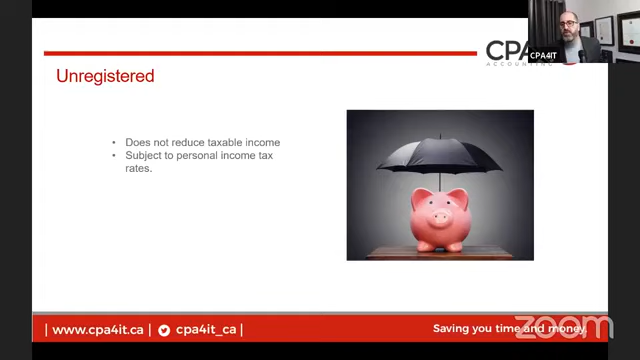 CPA
ACCOUNTING
CPA4IT
Unregistered
• Does not reduce taxable income
• Subject to personal income tax
rates.
| www.cpa4it.ca | cpa4it_ca |
Saving you time and money.
zoom